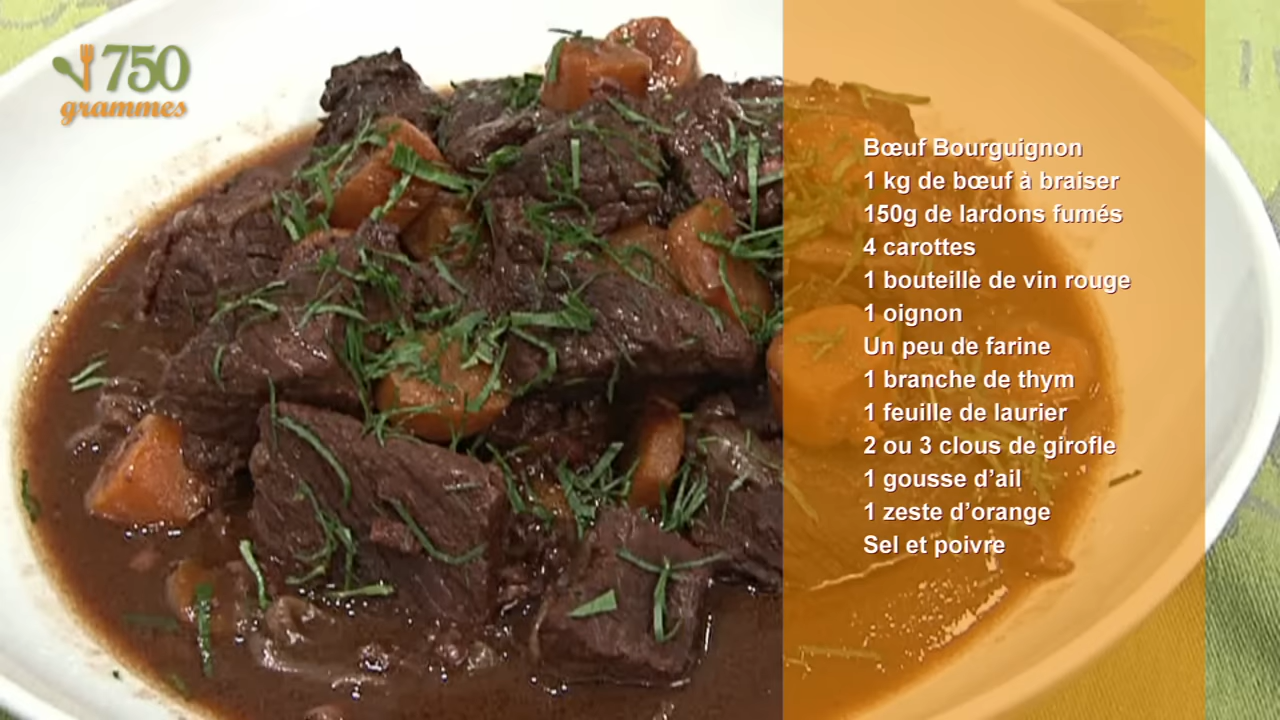 750
grammes
Bœuf Bourguignon
1 kg de bœuf à braiser
150g de lardons fumés
4 carottes
1 bouteille de vin rouge
1 oignon
Un peu de farine
1 branche de thym
1 feuille de laurier
2 ou 3 clous de girofle
1 gousse d’ail
1 zeste d’orange
Sel et poivre